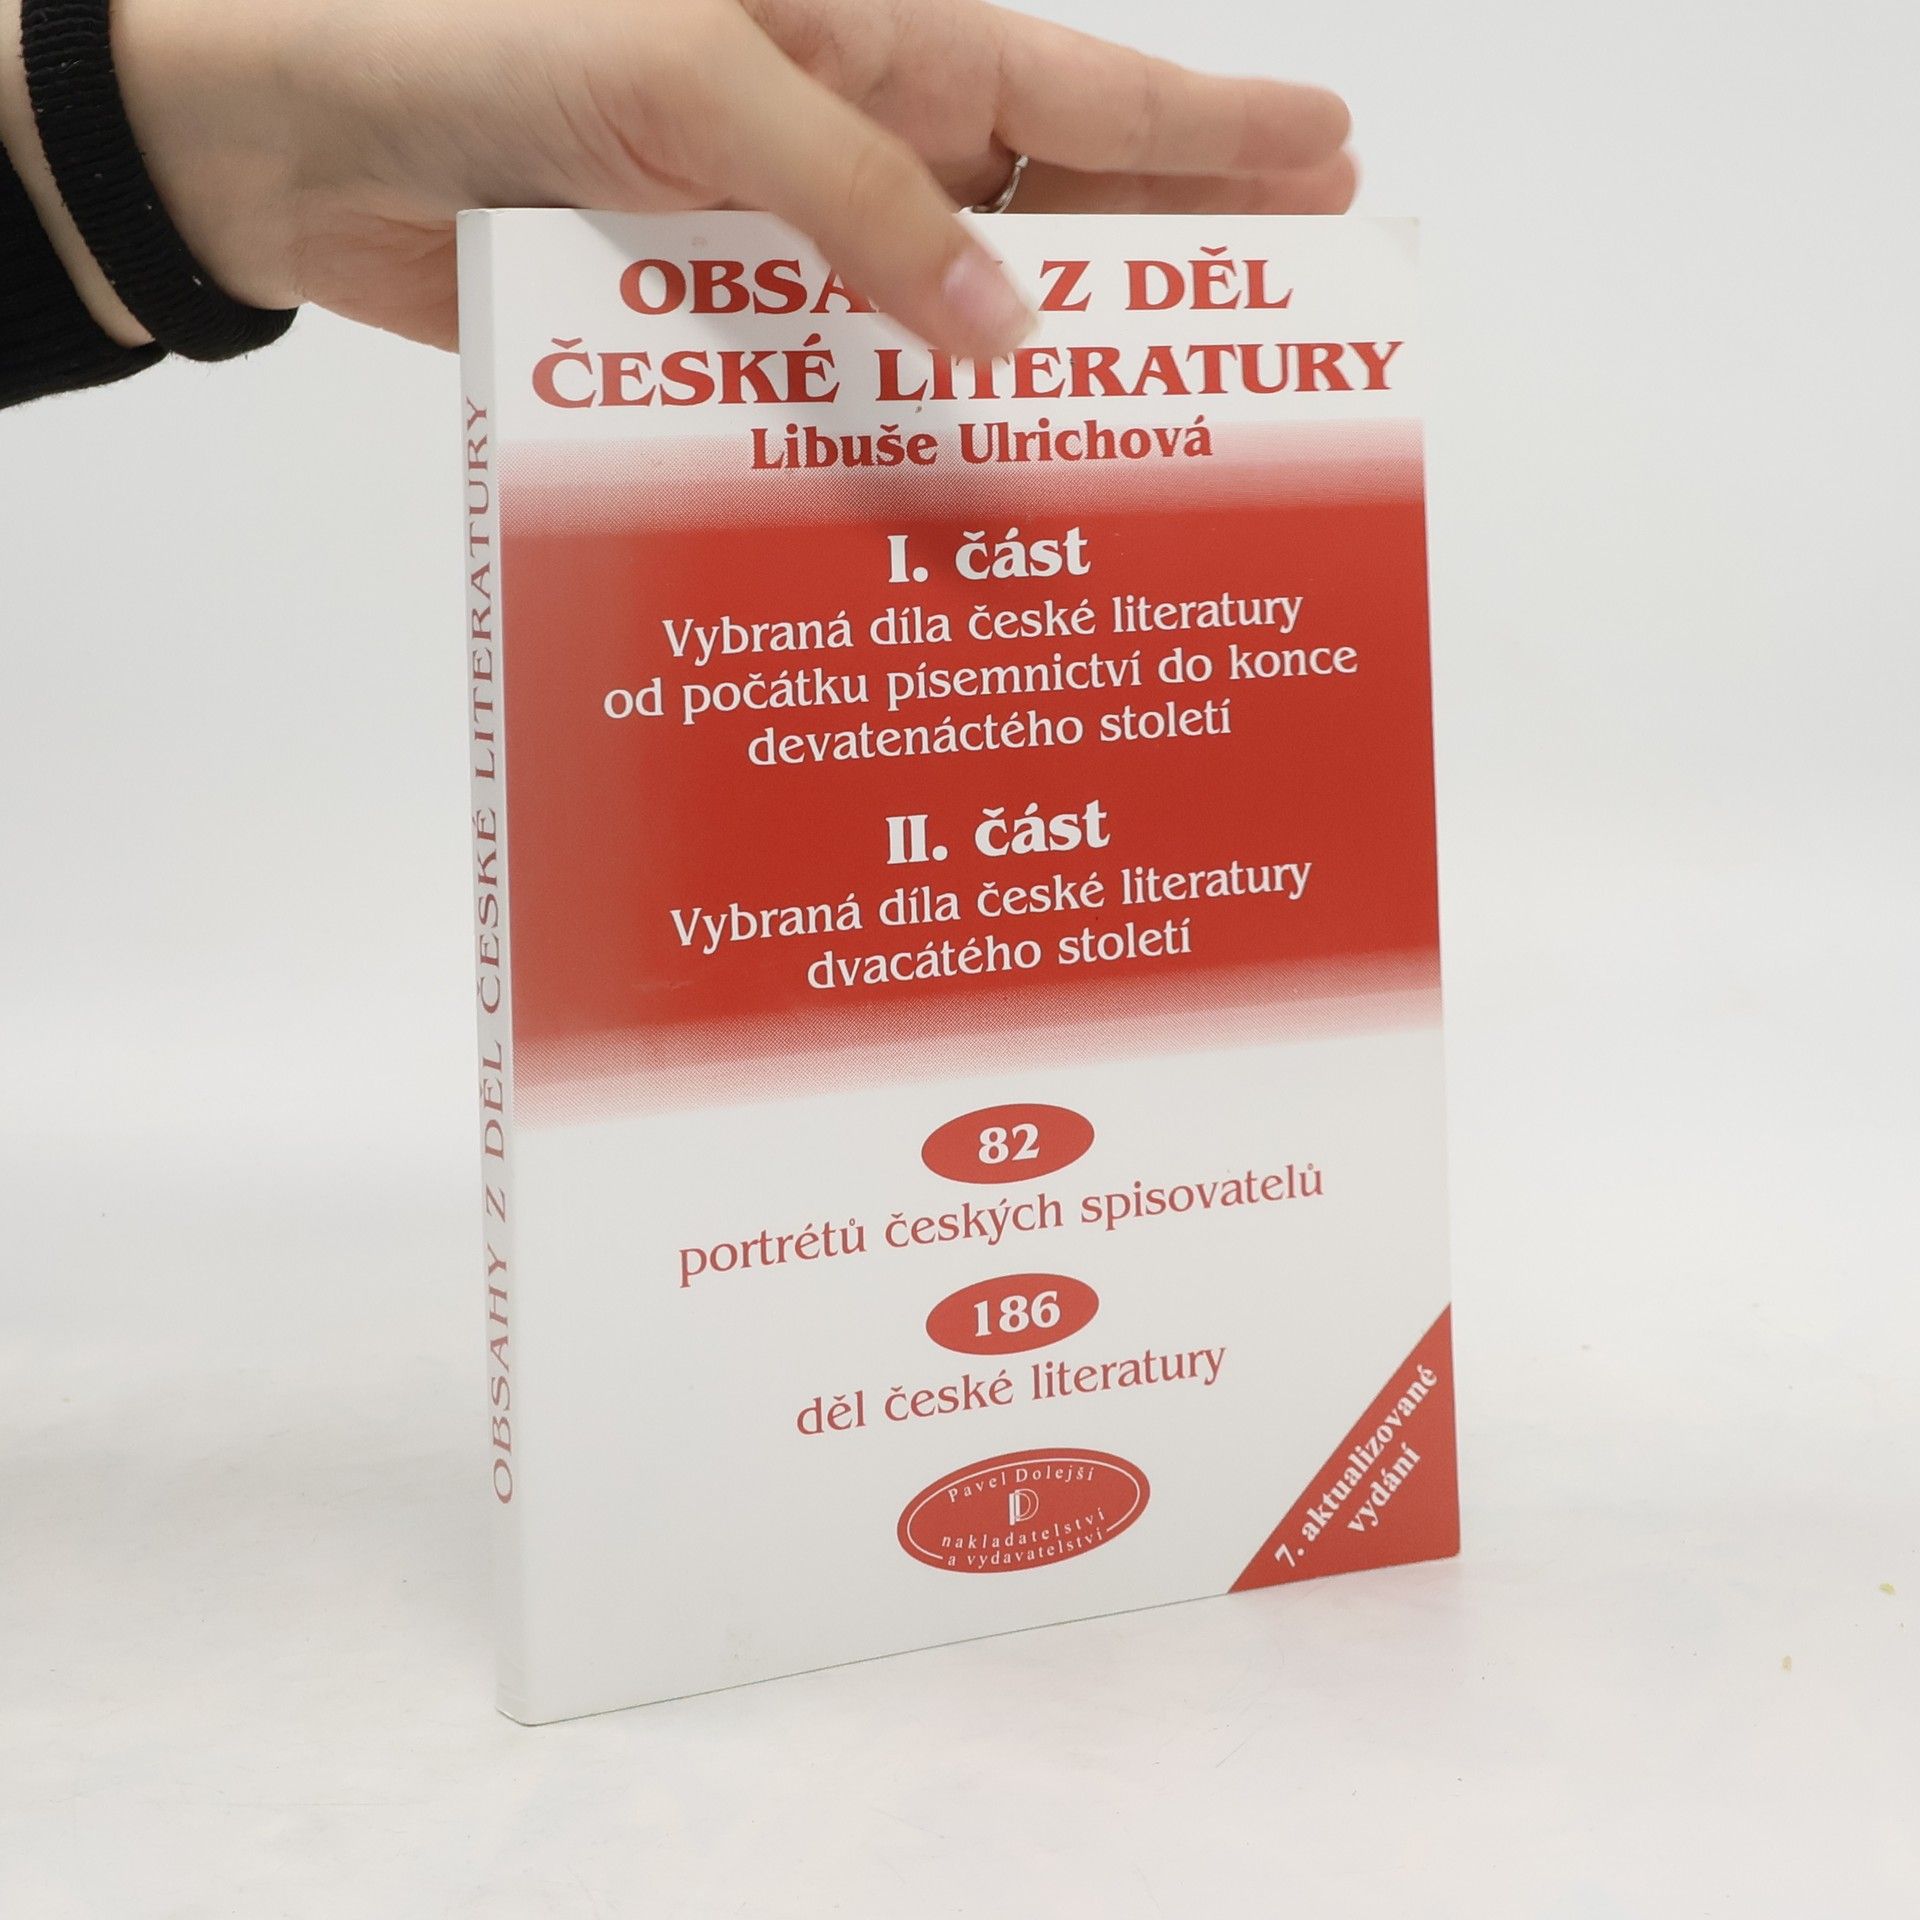 OBSAHY Z DĚL ČESKÉ LITERATURY
Z DĚL
ČESKÉ LITERATURY
Libuše Ulrichová
I. část
Vybraná díla české literatury
od počátku písemnictví do konce
devatenáctého století
II. část
Vybraná díla české literatury
dvacátého století
82
portrétů českých spisovatelů
186
děl české literatury
Pavel Dolejší
nakladatelství
a vydavatelství
7. aktualizované
vydání